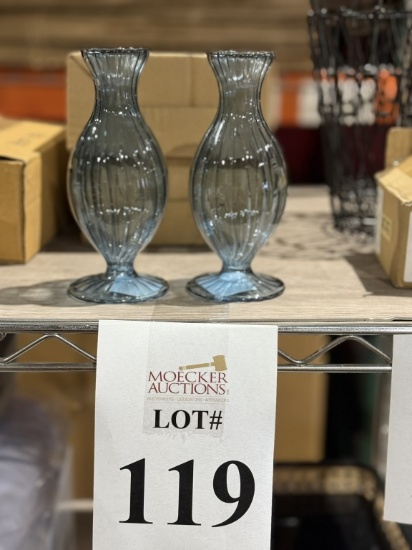 MOECKER
AUCTIONS
LOT#
119